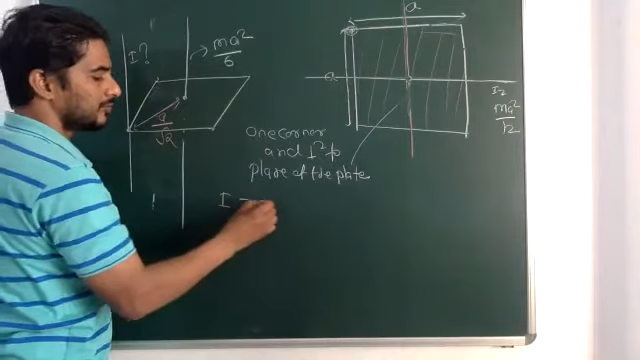 I?
ma²
6
a
√2
a
a
I₂
ma²
12
one corner
and ⊥r to
plane of the plate
I =